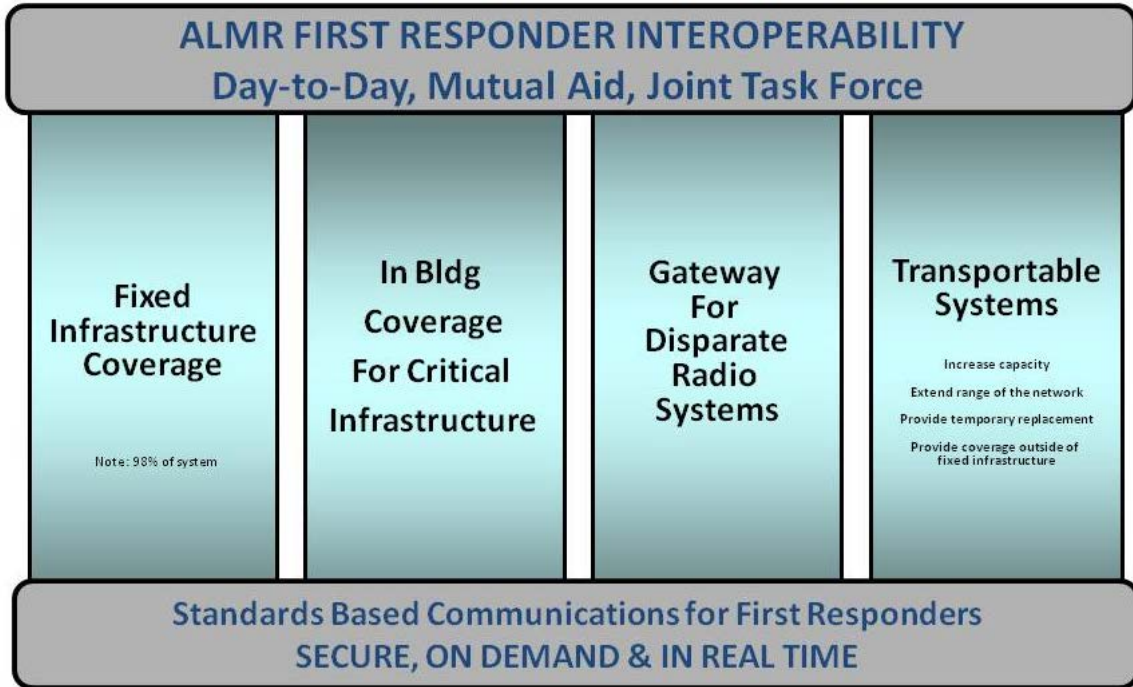 ALMR FIRST RESPONDER INTEROPERABILITY
Day-to-Day, Mutual Aid, Joint Task Force
Fixed
Infrastructure
Coverage
Note: 98% of system
In Bldg
Coverage
For Critical
Infrastructure
Gateway
For
Disparate
Radio
Systems
Transportable
Systems
Increase capacity
Extend range of the network
Provide temporary replacement
Provide coverage outside of
fixed infrastructure
Standards Based Communications for First Responders
SECURE, ON DEMAND & IN REAL TIME